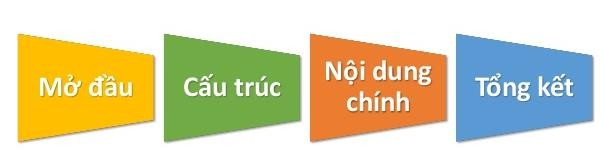 Mở đầu
Cấu trúc
Nội dung
chính
Tổng kết